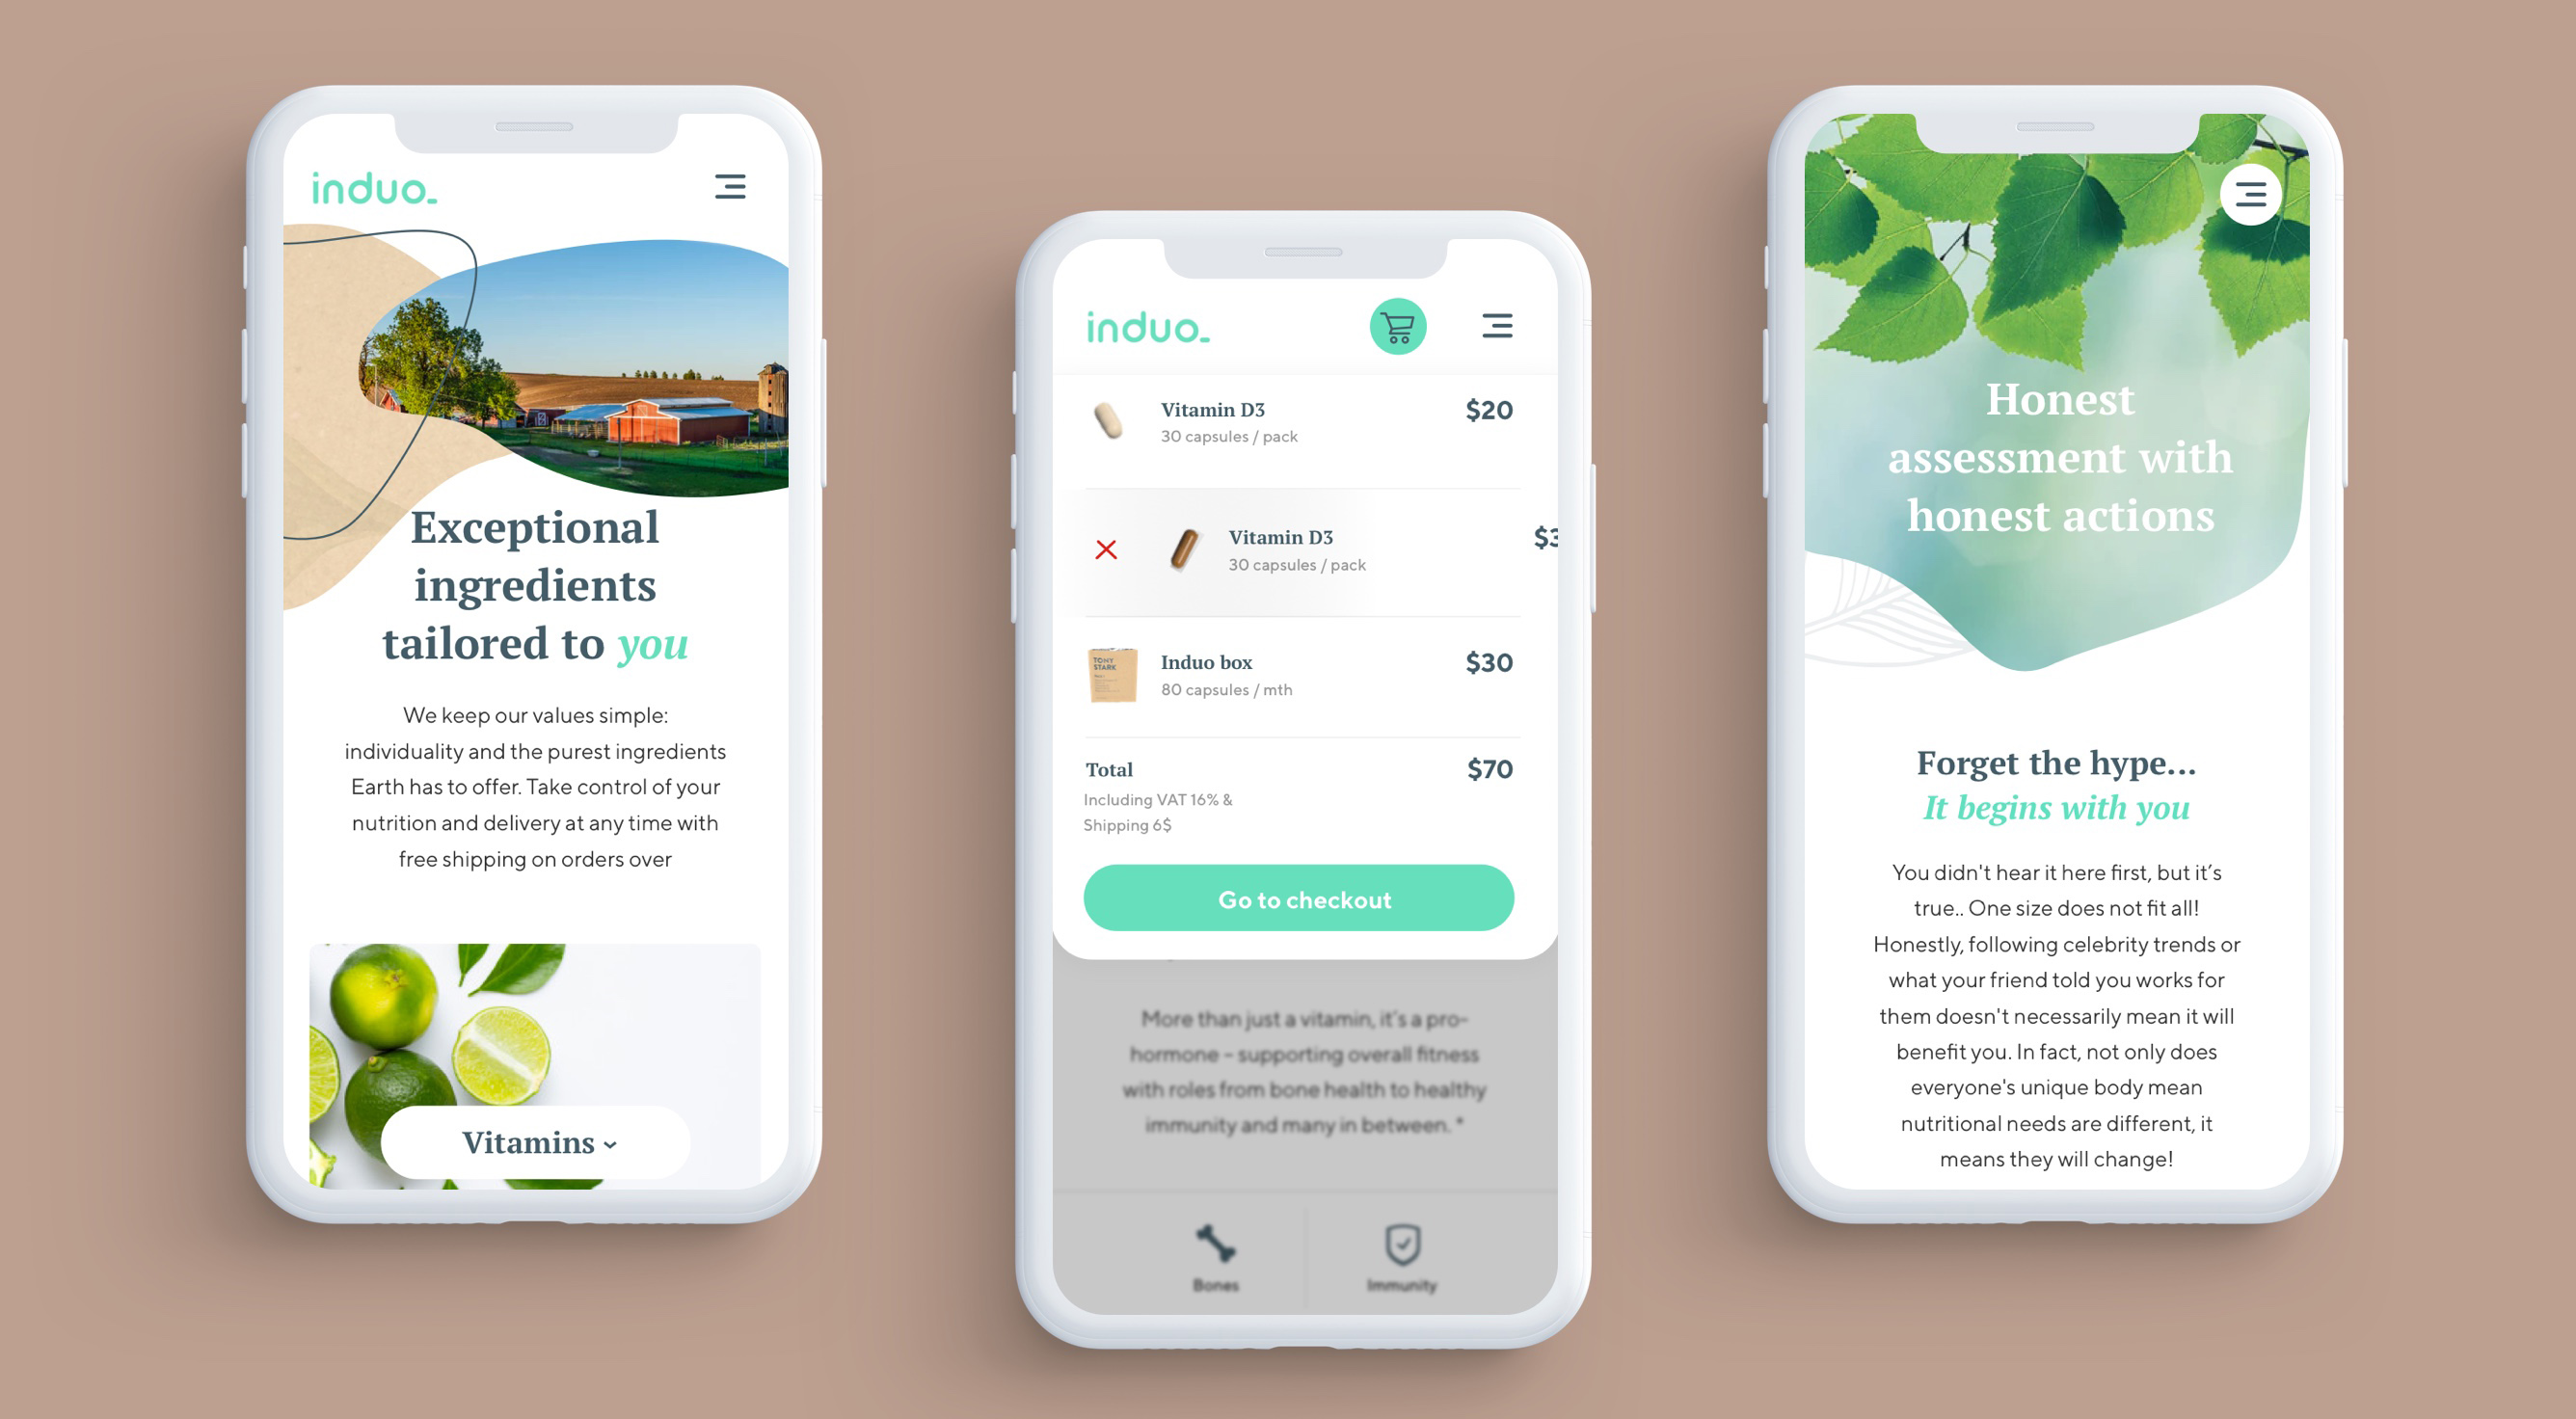 induo_
Exceptional
ingredients
tailored to you
We keep our values simple:
individuality and the purest ingredients
Earth has to offer. Take control of your
nutrition and delivery at any time with
free shipping on orders over
Vitamins
induo_
Vitamin D3
$20
30 capsules / pack
Vitamin D3
$3
30 capsules / pack
TONY
STARK
Induo box
$30
80 capsules / mth
Total
$70
Including VAT 16% &
Shipping 6$
Go to checkout
More than just a vitamin, it's a pro-
hormone - supporting overall fitness
with roles from bone health to healthy
immunity and many in between. *
Bones
Immunity
Honest
assessment with
honest actions
Forget the hype...
It begins with you
You didn't hear it here first, but it’s
true.. One size does not fit all!
Honestly, following celebrity trends or
what your friend told you works for
them doesn't necessarily mean it will
benefit you. In fact, not only does
everyone's unique body mean
nutritional needs are different, it
means they will change!